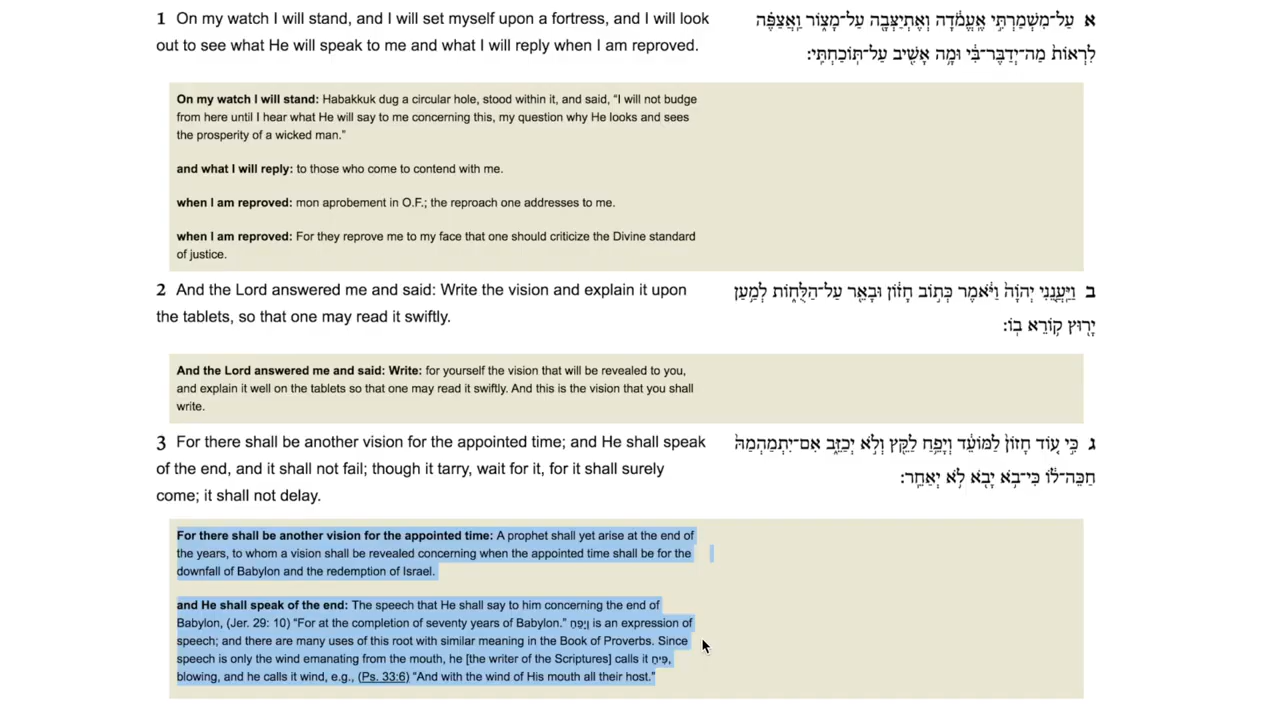 1 On my watch I will stand, and I will set myself upon a fortress, and I will look
out to see what He will speak to me and what I will reply when I am reproved.
א עַל־מִשְׁמַרְתִּ֣י אֶֽעֱמֹ֔דָה וְאֶתְיַצְּבָ֖ה עַל־מָצ֑וֹר וַֽאֲצַפֶּ֗ה
לִרְאוֹת֙ מַה־יְדַבֶּר־בִּ֔י וּמָ֥ה אָשִׁ֖יב עַל־תּֽוֹכַחְתִּֽי:
On my watch I will stand: Habakkuk dug a circular hole, stood within it, and said, “I will not budge
from here until I hear what He will say to me concerning this, my question why He looks and sees
the prosperity of a wicked man.”
and what I will reply: to those who come to contend with me.
when I am reproved: mon aprobement in O.F.; the reproach one addresses to me.
when I am reproved: For they reprove me to my face that one should criticize the Divine standard
of justice.
2 And the Lord answered me and said: Write the vision and explain it upon
the tablets, so that one may read it swiftly.
ב וַיַּֽעֲנֵ֤נִי יְהֹוָה֙ וַיֹּ֔אמֶר כְּת֣וֹב חָז֔וֹן וּבָאֵ֖ר עַל־הַלֻּח֑וֹת לְמַ֥עַן
יָר֖וּץ ק֥וֹרֵא בֽוֹ:
And the Lord answered me and said: Write: for yourself the vision that will be revealed to you,
and explain it well on the tablets so that one may read it swiftly. And this is the vision that you shall
write.
3 For there shall be another vision for the appointed time; and He shall speak
of the end, and it shall not fail; though it tarry, wait for it, for it shall surely
come; it shall not delay.
ג כִּ֣י ע֚וֹד חָזוֹן֙ לַמּוֹעֵ֔ד וְיָפֵ֥חַ לַקֵּ֖ץ וְלֹ֣א יְכַזֵּ֑ב אִם־יִתְמַהְמַהּ֙
חַכֵּה־ל֔וֹ כִּי־בֹ֥א יָבֹ֖א לֹ֥א יְאַחֵֽר:
For there shall be another vision for the appointed time: A prophet shall yet arise at the end of
the years, to whom a vision shall be revealed concerning when the appointed time shall be for the
downfall of Babylon and the redemption of Israel.
and He shall speak of the end: The speech that He shall say to him concerning the end of
Babylon, (Jer. 29: 10) “For at the completion of seventy years of Babylon.” וְיָפֵחַ is an expression of
speech; and there are many uses of this root with similar meaning in the Book of Proverbs. Since
speech is only the wind emanating from the mouth, he [the writer of the Scriptures] calls it פִּיחַ,
blowing, and he calls it wind, e.g., (Ps. 33:6) “And with the wind of His mouth all their host.”